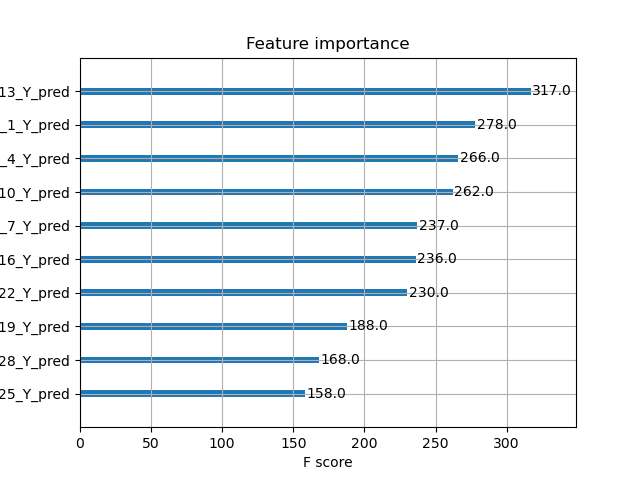 Feature importance
13_Y_pred 317.0
_1_Y_pred 278.0
_4_Y_pred 266.0
10_Y_pred 262.0
_7_Y_pred 237.0
16_Y_pred 236.0
22_Y_pred 230.0
19_Y_pred 188.0
28_Y_pred 168.0
25_Y_pred 158.0
0 50 100 150 200 250 300
F score